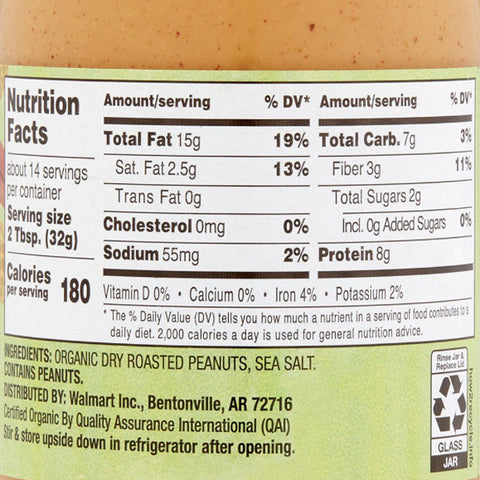 Nutrition
Facts
about 14 servings
per container
Serving size
2 Tbsp. (32g)
Calories
per serving 180
Amount/serving % DV*
Total Fat 15g 19%
Sat. Fat 2.5g 13%
Trans Fat 0g
Cholesterol 0mg 0%
Sodium 55mg 2%
Amount/serving % DV*
Total Carb. 7g 3%
Fiber 3g 11%
Total Sugars 2g
Incl. 0g Added Sugars 0%
Protein 8g
Vitamin D 0% • Calcium 0% • Iron 4% • Potassium 2%
* The % Daily Value (DV) tells you how much a nutrient in a serving of food contributes to a
daily diet. 2,000 calories a day is used for general nutrition advice.
INGREDIENTS: ORGANIC DRY ROASTED PEANUTS, SEA SALT.
CONTAINS PEANUTS.
DISTRIBUTED BY: Walmart Inc., Bentonville, AR 72716
Certified Organic By Quality Assurance International (QAI)
Stir & store upside down in refrigerator after opening.
Rinse Jar &
Replace Lid
GLASS
JAR
how2recycle.info